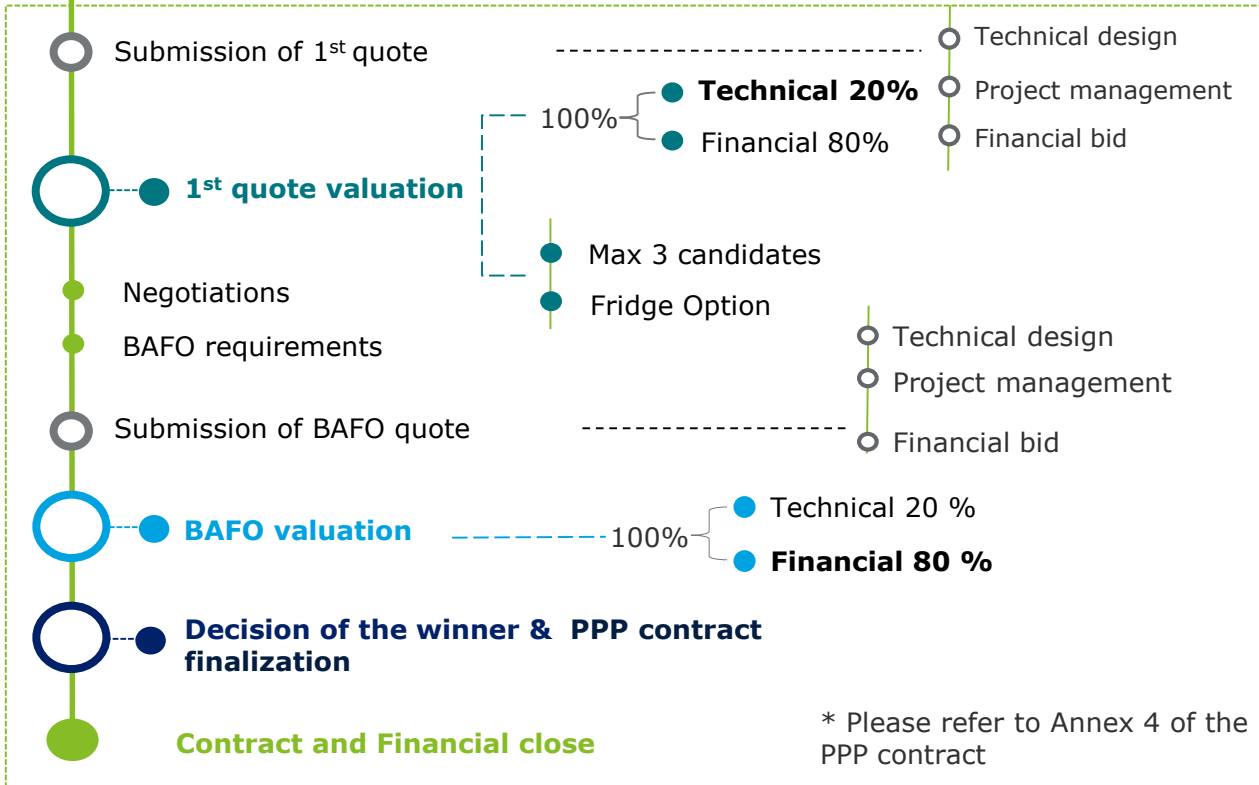 Submission of 1st quote
Technical design
Project management
Financial bid
100%
Technical 20%
Financial 80%
1st quote valuation
Max 3 candidates
Fridge Option
Negotiations
BAFO requirements
Technical design
Project management
Financial bid
Submission of BAFO quote
BAFO valuation
100%
Technical 20 %
Financial 80 %
Decision of the winner & PPP contract
finalization
Contract and Financial close
* Please refer to Annex 4 of the
PPP contract